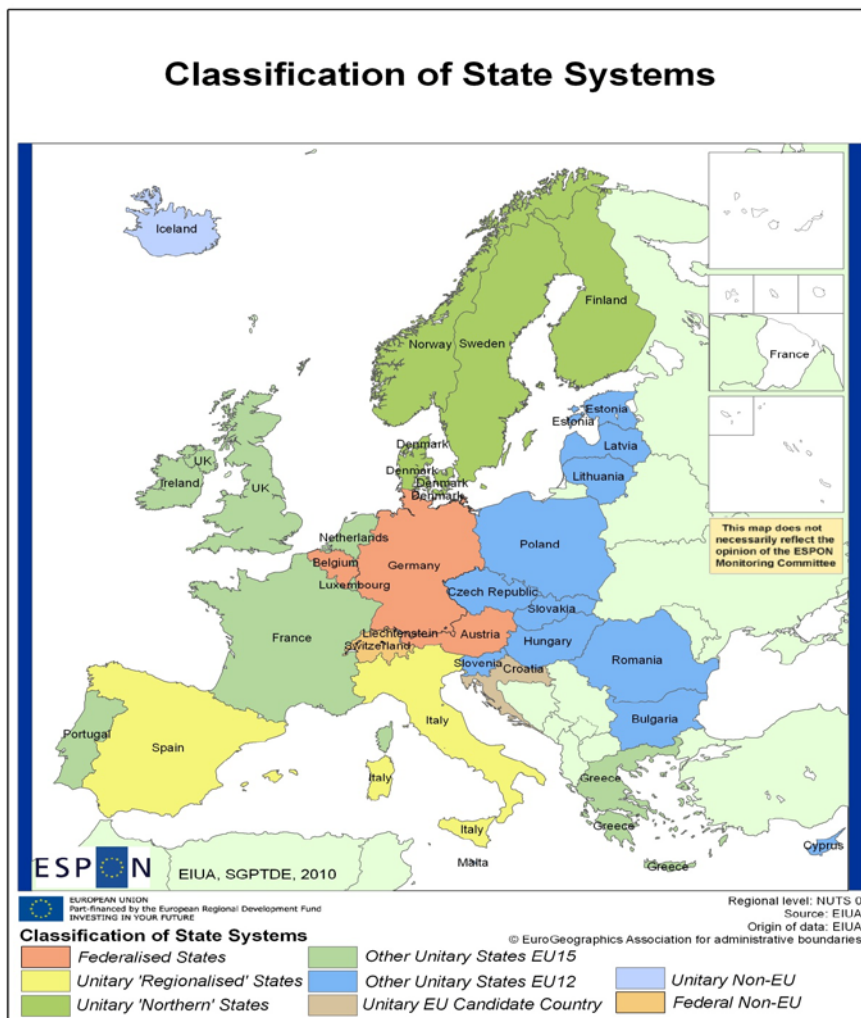 Classification of State Systems
Iceland
Finland
Norway
Sweden
France
Estonia
Estonia
Latvia
Lithuania
Denmark
Denmark
Denmark
Denmark
UK
Ireland
UK
This map does not
necessarily reflect the
opinion of the ESPON
Monitoring Committee
Netherlands
Poland
Belgium
Germany
Luxembourg
Czech Republic
Slovakia
France
Liechtenstein
Austria
Switzerland
Hungary
Slovenia
Croatia
Romania
Bulgaria
Italy
Portugal
Spain
Italy
Greece
Italy
Greece
Cyprus
Malta
Greece
ESPON
EIUA, SGPTDE, 2010
EUROPEAN UNION
Part-financed by the European Regional Development Fund
INVESTING IN YOUR FUTURE
Regional level: NUTS 0
Source: EIUA
Origin of data: EIUA
© EuroGeographics Association for administrative boundaries
Classification of State Systems
Federalised States
Unitary 'Regionalised' States
Unitary 'Northern' States
Other Unitary States EU15
Other Unitary States EU12
Unitary EU Candidate Country
Unitary Non-EU
Federal Non-EU